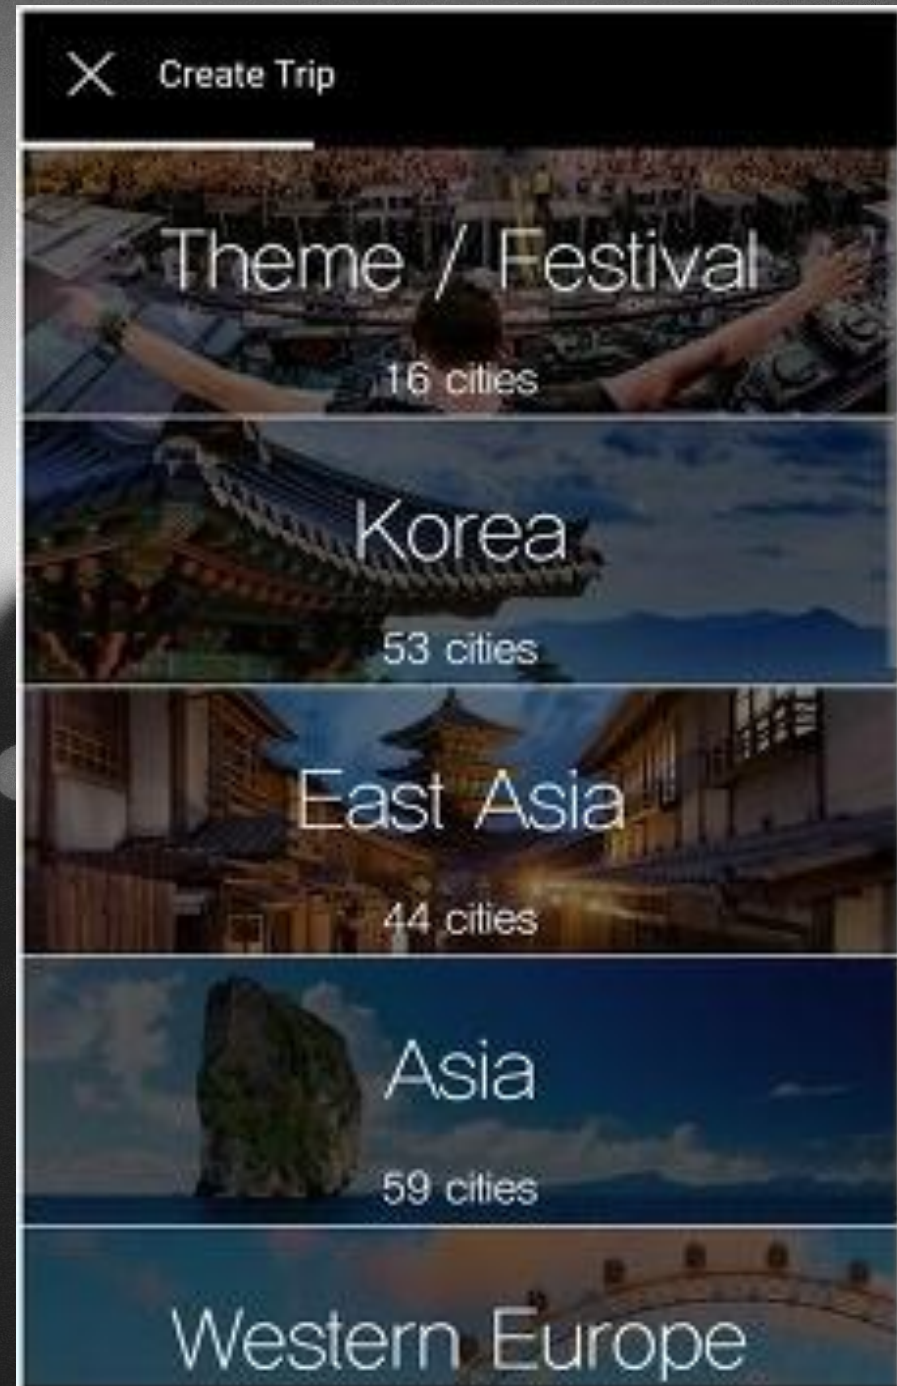 Create Trip
Theme / Festival
16 cities
Korea
53 cities
East Asia
44 cities
Asia
59 cities
Western Europe